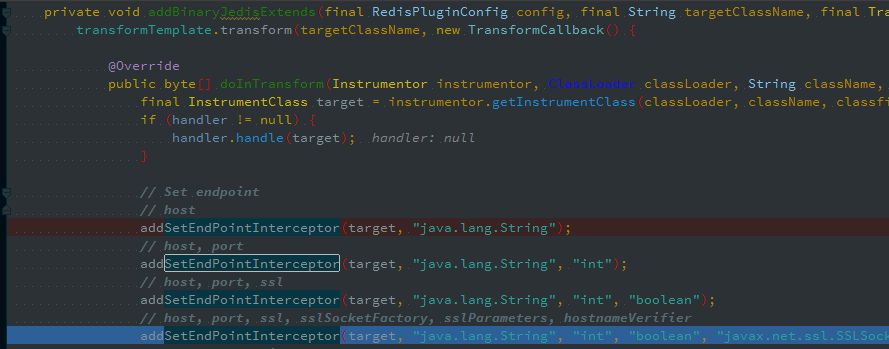 private void addBinaryJedisExtends(final RedisPluginConfig config, final String targetClassName, final Tra
transformTemplate.transform(targetClassName, new TransformCallback() {
@Override
public byte[] doInTransform(Instrumentor instrumentor, ClassLoader classLoader, String className,
final InstrumentClass target = instrumentor.getInstrumentClass(classLoader, className, classfi
if (handler != null) {
handler.handle(target); handler: null
}
// Set endpoint
// host
addSetEndPointInterceptor(target, "java.lang.String");
// host, port
addSetEndPointInterceptor(target, "java.lang.String", "int");
// host, port, ssl
addSetEndPointInterceptor(target, "java.lang.String", "int", "boolean");
// host, port, ssl, sslSocketFactory, sslParameters, hostnameVerifier
addSetEndPointInterceptor(target, "java.lang.String", "int", "boolean", "javax.net.ssl.SSLSock